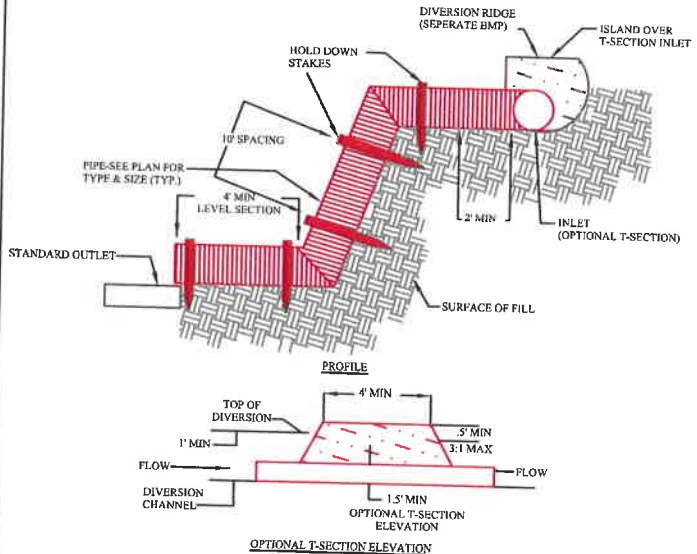 DIVERSION RIDGE
(SEPERATE BMP)
ISLAND OVER
T-SECTION INLET
HOLD DOWN
STAKES
10' SPACING
PIPE-SEE PLAN FOR
TYPE & SIZE (TYP.)
4' MIN
LEVEL SECTION
2' MIN
INLET
(OPTIONAL T-SECTION)
STANDARD OUTLET
SURFACE OF FILL
PROFILE
4' MIN
TOP OF
DIVERSION
.5' MIN
1' MIN
3:1 MAX
FLOW
FLOW
DIVERSION
CHANNEL
1.5' MIN
OPTIONAL T-SECTION
ELEVATION
OPTIONAL T-SECTION ELEVATION